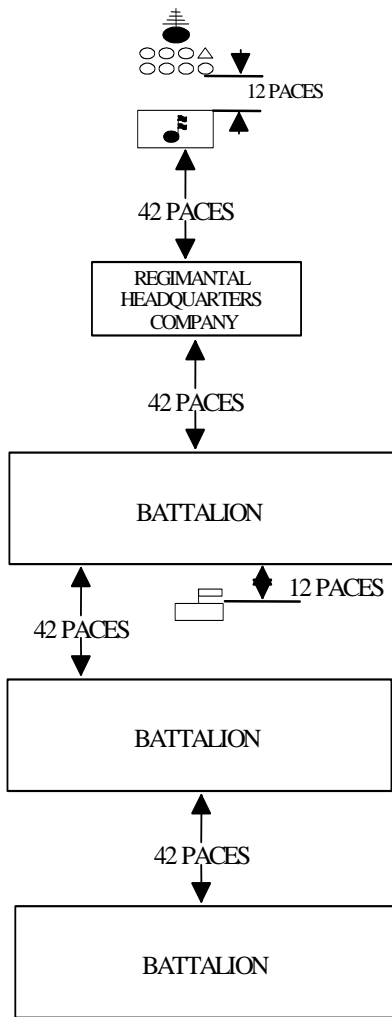 12 PACES
42 PACES
REGIMANTAL
HEADQUARTERS
COMPANY
42 PACES
BATTALION
12 PACES
42 PACES
BATTALION
42 PACES
BATTALION